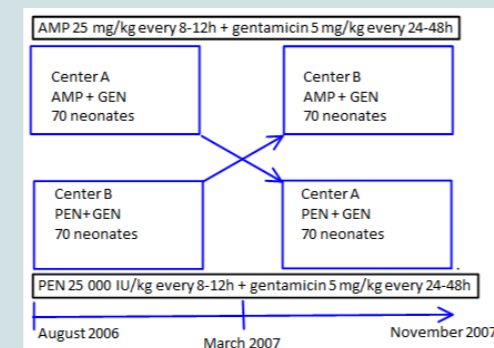 AMP 25 mg/kg every 8-12h + gentamicin 5 mg/kg every 24-48h
Center A
AMP + GEN
70 neonates
Center B
AMP + GEN
70 neonates
Center B
PEN+ GEN
70 neonates
Center A
PEN + GEN
70 neonates
.
PEN 25 000 IU/kg every 8-12h + gentamicin 5 mg/kg every 24-48h
August 2006
March 2007
November 2007